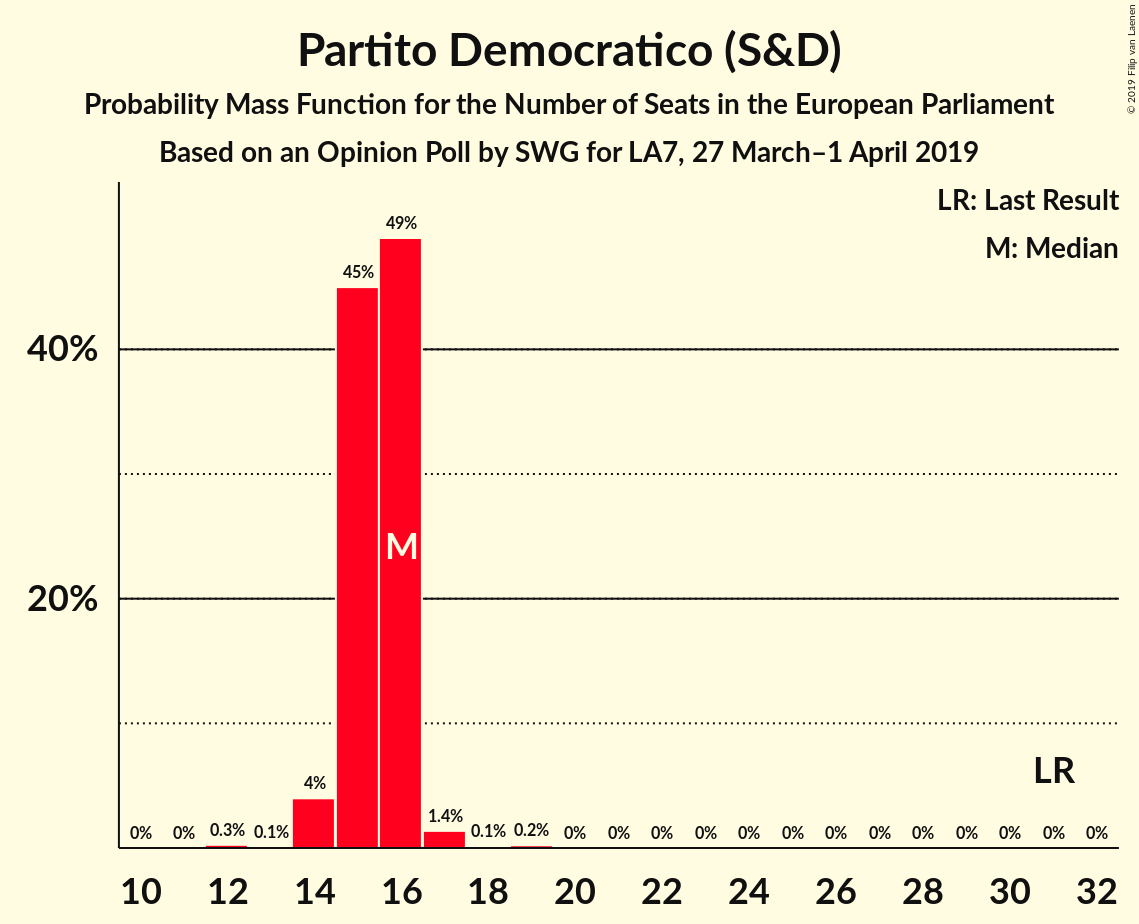 Partito Democratico (S&D)
Probability Mass Function for the Number of Seats in the European Parliament
Based on an Opinion Poll by SWG for LA7, 27 March–1 April 2019
© 2019 Filip van Laenen
LR: Last Result
M: Median
49%
45%
40%
M
20%
LR
4%
1.4%
0% 0% 0.3% 0.1% 0.1% 0.2% 0% 0% 0% 0% 0% 0% 0% 0% 0% 0% 0% 0% 0%
10 12 14 16 18 20 22 24 26 28 30 32